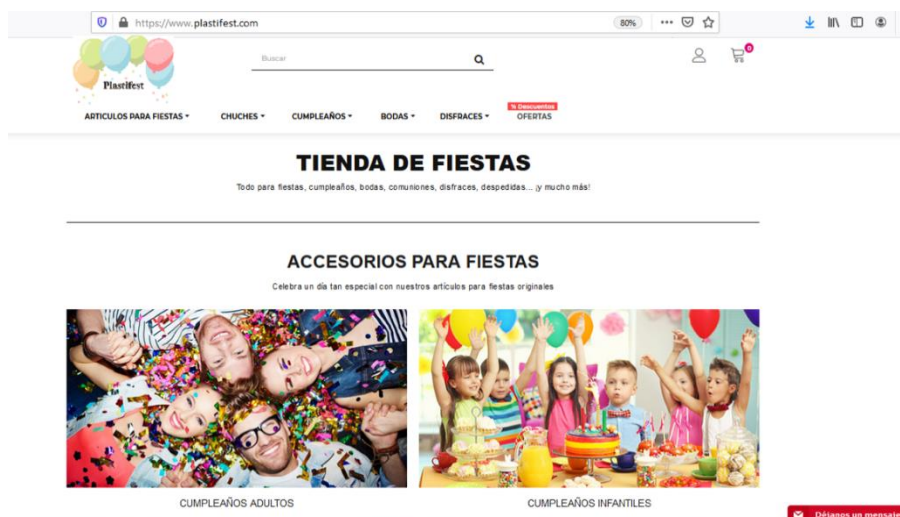 https://www.plastifest.com
80%
Plastifest
Buscar
0
ARTICULOS PARA FIESTAS
CHUCHES
CUMPLEAÑOS
BODAS
DISFRACES
% Descuentos
OFERTAS
TIENDA DE FIESTAS
Todo para fiestas, cumpleaños, bodas, comuniones, disfraces, despedidas... ¡y mucho más!
ACCESORIOS PARA FIESTAS
Celebra un día tan especial con nuestros artículos para fiestas originales
CUMPLEAÑOS ADULTOS
CUMPLEAÑOS INFANTILES
Déjanos un mensaje